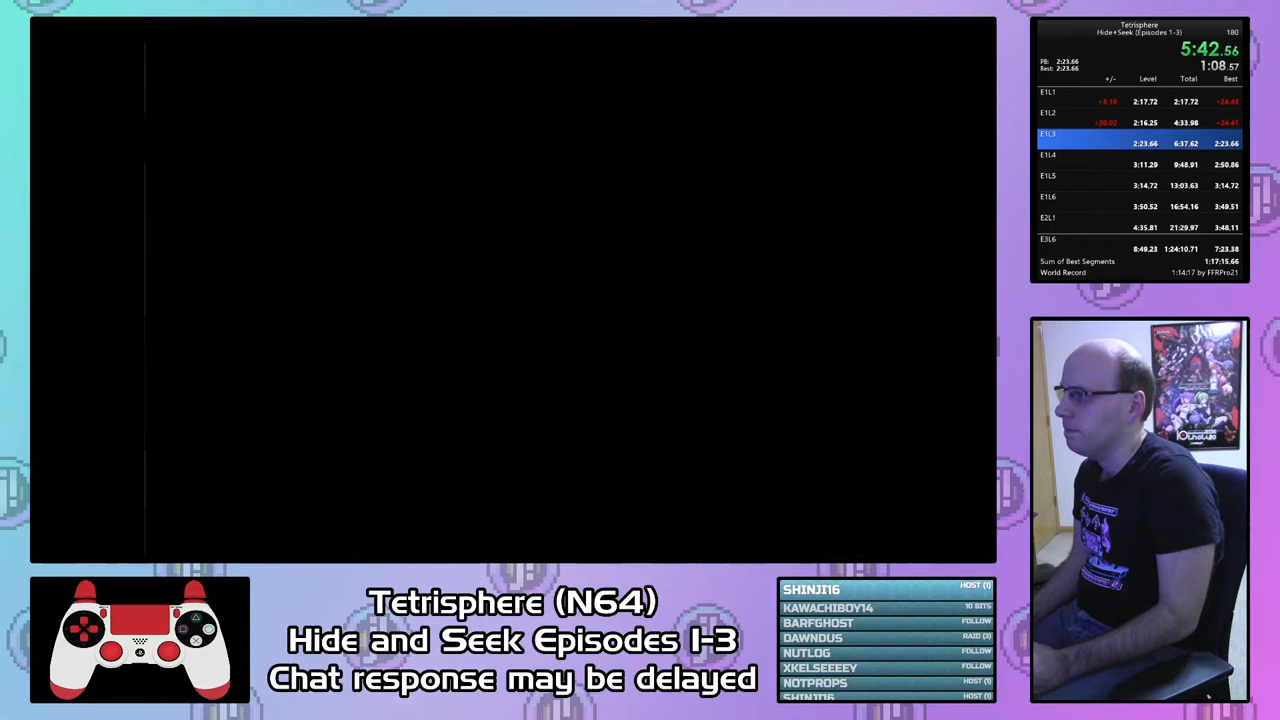 Tetrisphere
Hide+Seek (Episodes 1-3) 180
5:42.56
PB: 2:23.66
Best: 2:23.66
1:08.57
+/- Level Total Best
E1L1
+3.10 2:17.72 2:17.72 +24.43
E1L2
+20.02 2:16.25 4:33.98 +24.41
E1L3
2:23.66 6:37.62 2:23.66
E1L4
3:11.29 9:48.91 2:50.86
E1L5
3:14.72 13:03.63 3:14.72
E1L6
3:50.52 16:54.16 3:49.51
E2L1
4:35.81 21:29.97 3:48.11
E3L6
8:49.23 1:24:10.71 7:23.38
Sum of Best Segments 1:17:15.66
World Record 1:14:17 by FFRPro21
Tetrisphere (N64)
Hide and Seek Episodes 1-3
Chat response may be delayed
SHINJI16 HOST (1)
KAWACHIBOY14 10 BITS
BARFGHOST FOLLOW
DAWNDUS RAID (3)
NUTLOG FOLLOW
XKELSEEEEY FOLLOW
NOTPROPS HOST (1)
SHINJI16 HOST (1)